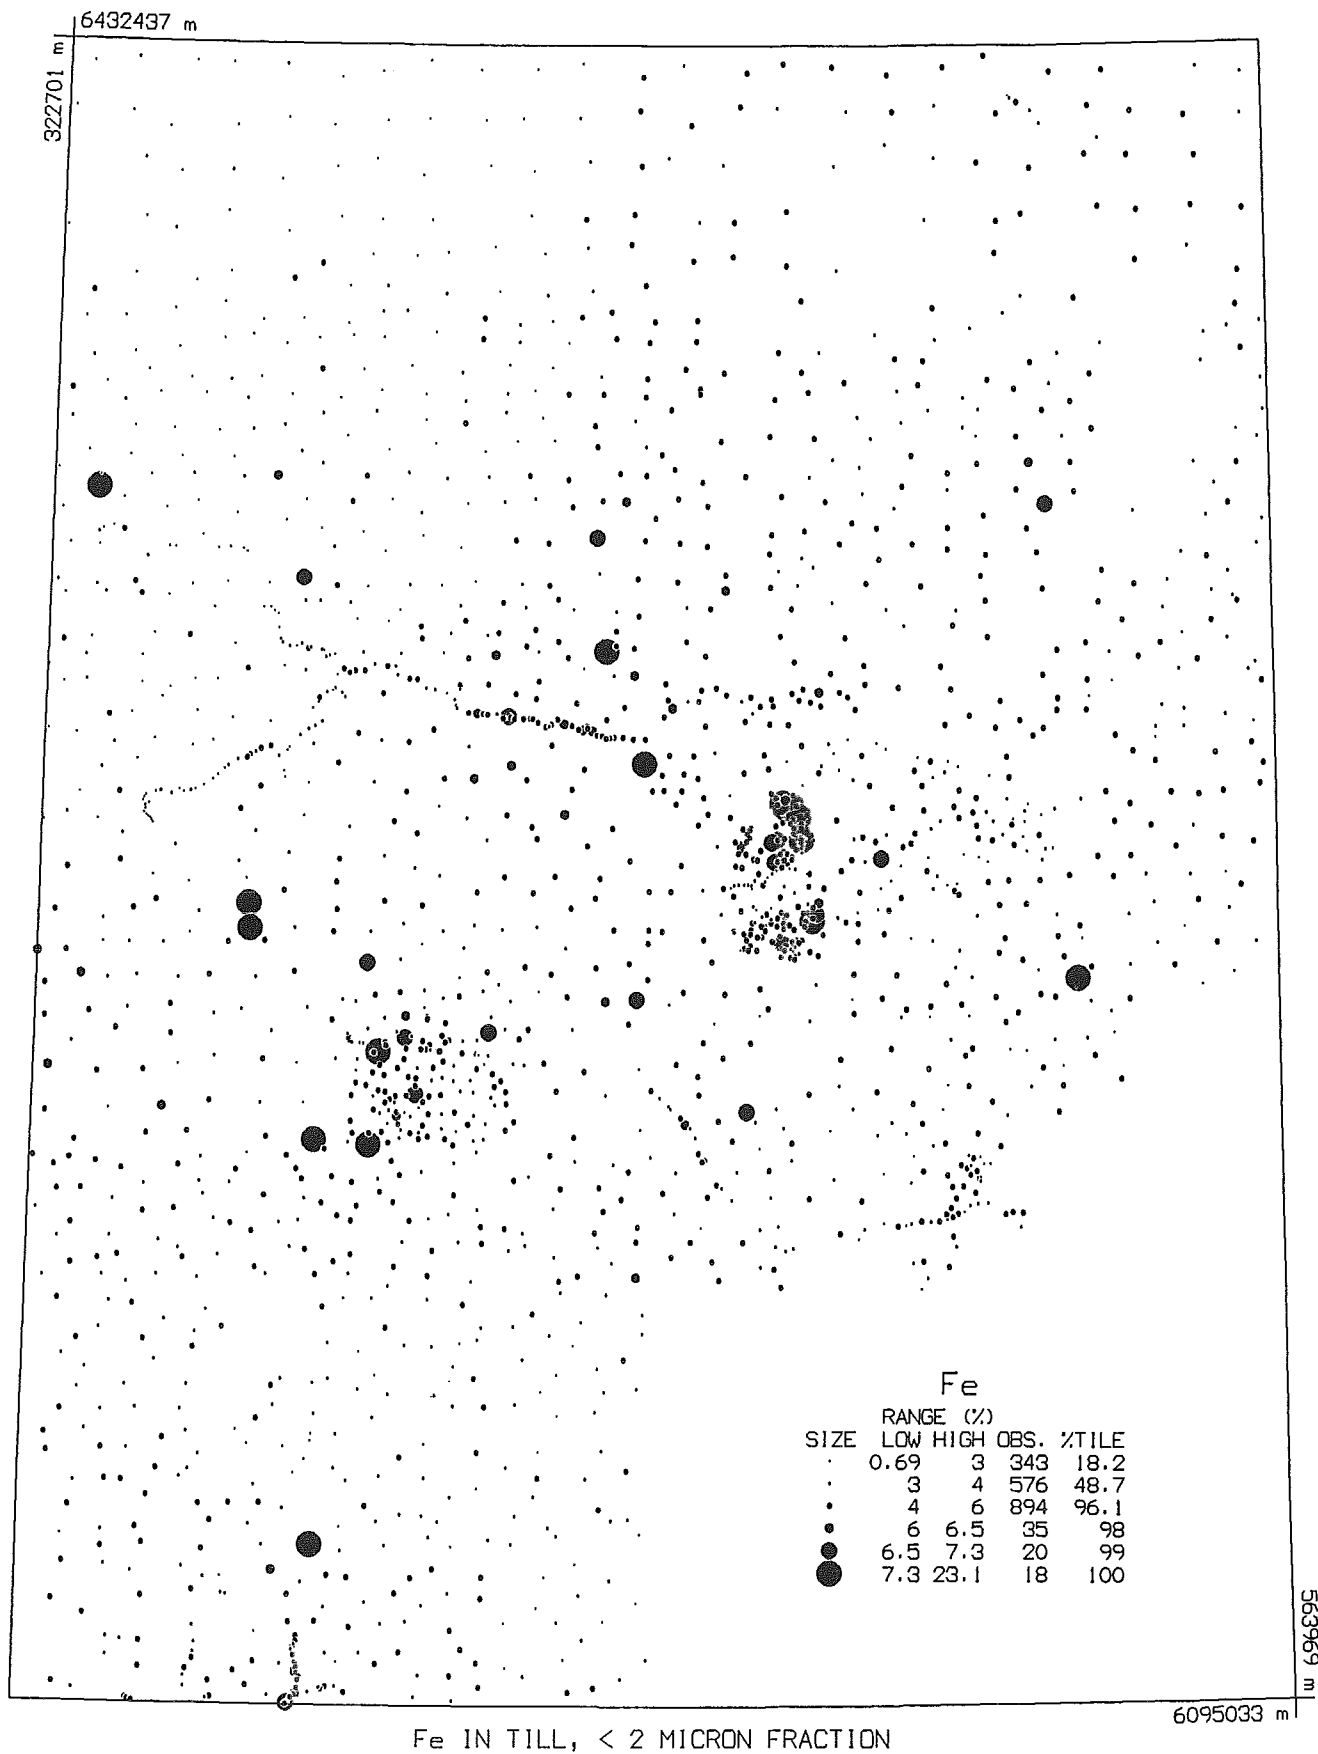 6432437 m
322701 m
Fe
RANGE (%)
SIZE LOW HIGH OBS. %TILE
0.69 3 343 18.2
3 4 576 48.7
4 6 894 96.1
6 6.5 35 98
6.5 7.3 20 99
7.3 23.1 18 100
563969 m
6095033 m
Fe IN TILL, < 2 MICRON FRACTION